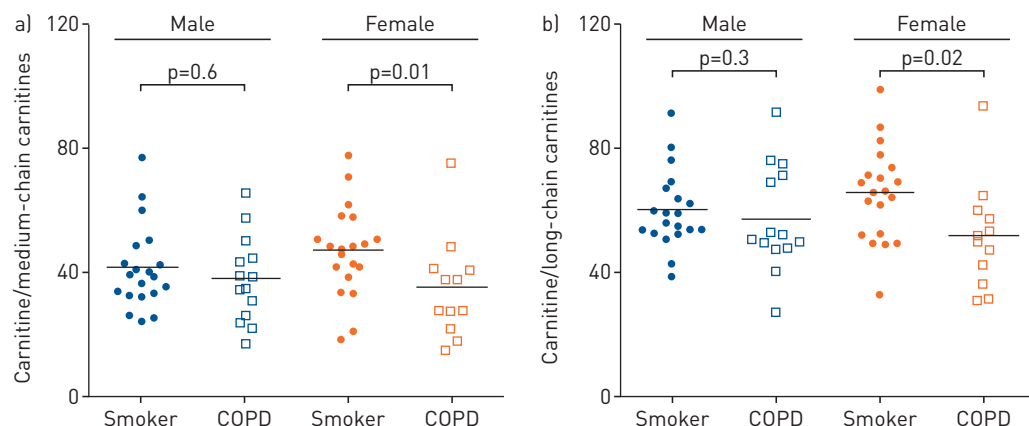 a)
Male
Female
p=0.6
p=0.01
Carnitine/medium-chain carnitines
120
80
40
0
Smoker
COPD
Smoker
COPD
b)
Male
Female
p=0.3
p=0.02
Carnitine/long-chain carnitines
120
80
40
0
Smoker
COPD
Smoker
COPD